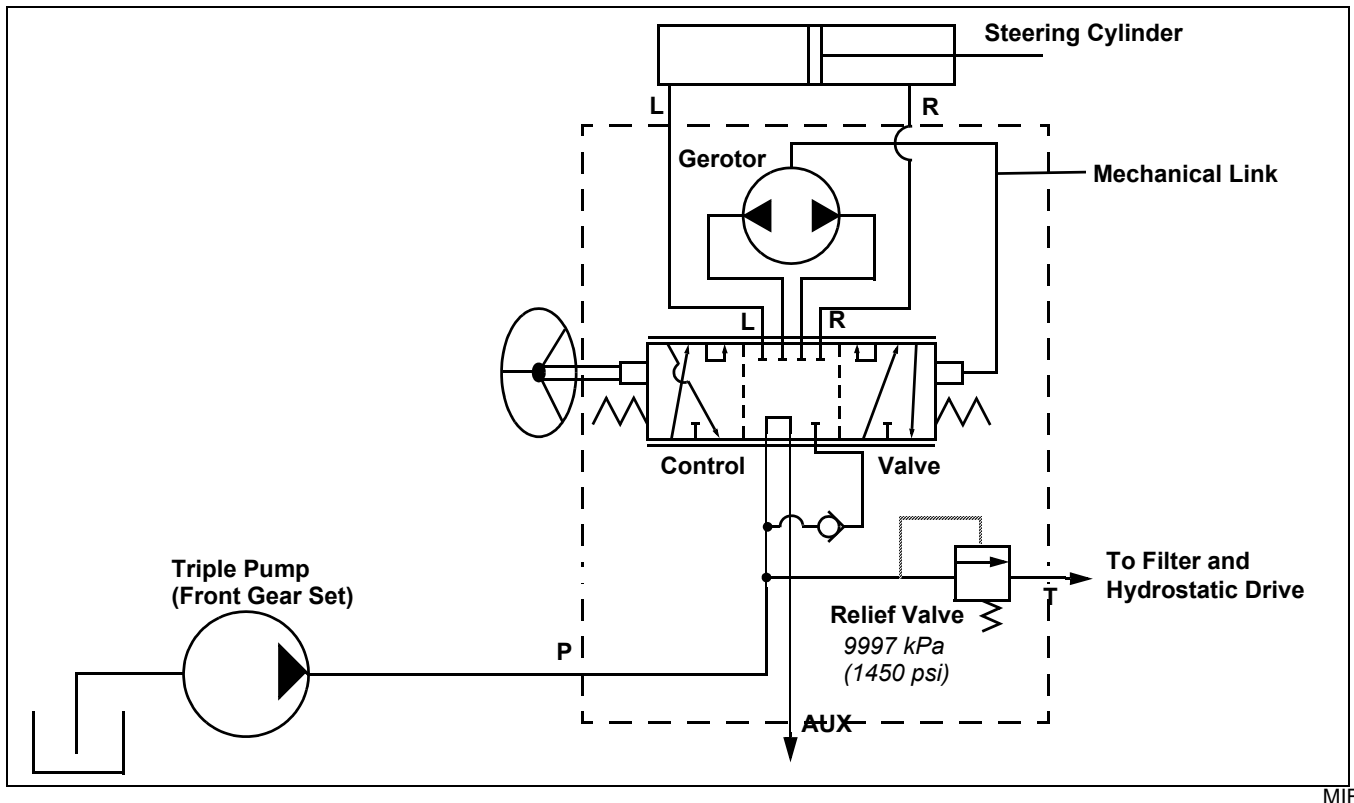 Steering Cylinder
L
R
Gerotor
Mechanical Link
L
R
Control
Valve
Triple Pump
(Front Gear Set)
To Filter and
Hydrostatic Drive
T
Relief Valve
9997 kPa
(1450 psi)
P
AUX
MIF